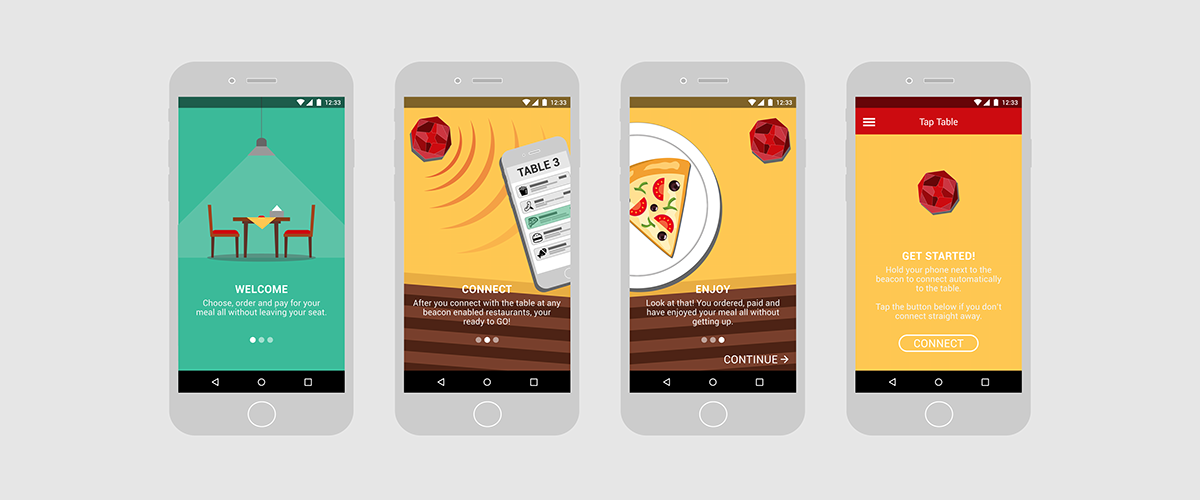 12:33
WELCOME
Choose, order and pay for your
meal all without leaving your seat.
12:33
TABLE 3
CONNECT
After you connect with the table at any
beacon enabled restaurants, your
ready to GO!
12:33
ENJOY
Look at that! You ordered, paid and
have enjoyed your meal all without
getting up.
CONTINUE
12:33
Tap Table
GET STARTED!
Hold your phone next to the
beacon to connect automatically
to the table.
Tap the button below if you don't
connect straight away.
CONNECT